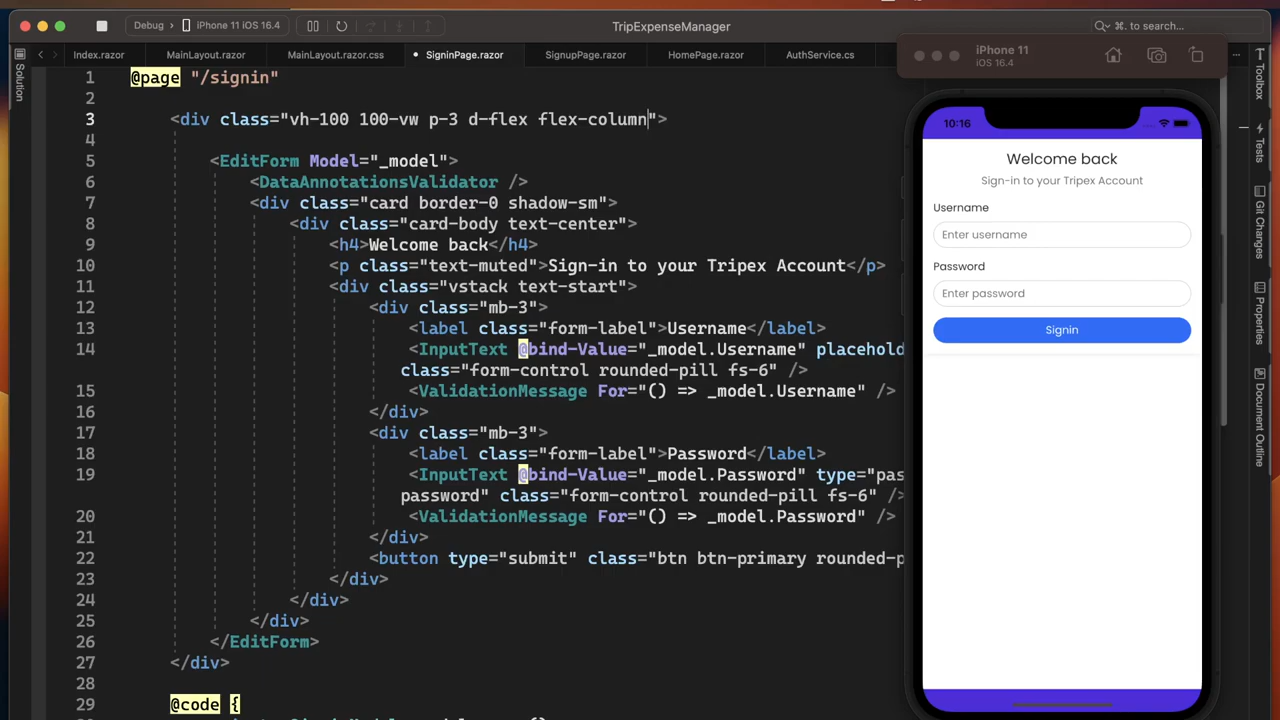 Debug
iPhone 11 iOS 16.4
TripExpenseManager
⌘. to search...
Index.razor
MainLayout.razor
MainLayout.razor.css
SigninPage.razor
SignupPage.razor
HomePage.razor
AuthService.cs
Solution
1 @page "/signin"
2
3 <div class="vh-100 100-vw p-3 d-flex flex-column">
4
5 <EditForm Model="_model">
6 <DataAnnotationsValidator />
7 <div class="card border-0 shadow-sm">
8 <div class="card-body text-center">
9 <h4>Welcome back</h4>
10 <p class="text-muted">Sign-in to your Tripex Account</p>
11 <div class="vstack text-start">
12 <div class="mb-3">
13 <label class="form-label">Username</label>
14 <InputText @bind-Value="_model.Username" placehold
class="form-control rounded-pill fs-6" />
15 <ValidationMessage For="() => _model.Username" />
16 </div>
17 <div class="mb-3">
18 <label class="form-label">Password</label>
19 <InputText @bind-Value="_model.Password" type="pas
password" class="form-control rounded-pill fs-6" />
20 <ValidationMessage For="() => _model.Password" />
21 </div>
22 <button type="submit" class="btn btn-primary rounded-p
23 </div>
24 </div>
25 </div>
26 </EditForm>
27 </div>
28
29 @code {
iPhone 11
iOS 16.4
10:16
Welcome back
Sign-in to your Tripex Account
Username
Enter username
Password
Enter password
Signin
Toolbox
Tests
Git Changes
Properties
Document Outline